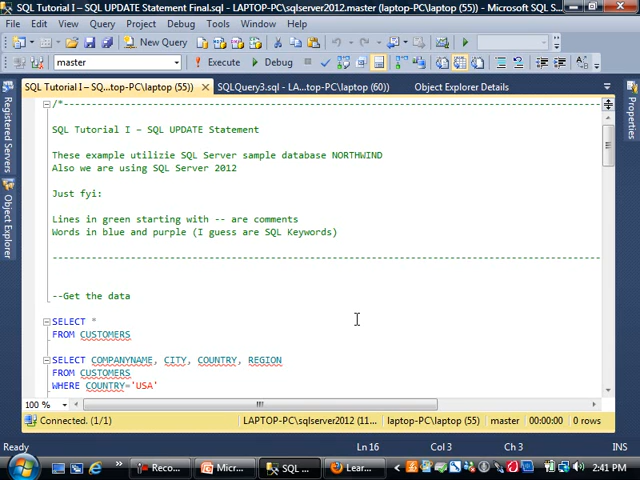 SQL Tutorial I – SQL UPDATE Statement Final.sql - LAPTOP-PC\sqlserver2012.master (LAPTOP-PC\laptop (55)) - Microsoft SQL Server...
File Edit View Query Project Debug Tools Window Help
New Query
master Execute Debug
SQL Tutorial I – SQ...top-PC\laptop (55)) SQLQuery3.sql - LA...top-PC\laptop (60)) Object Explorer Details
Registered Servers
Object Explorer
Properties
/*
SQL Tutorial I – SQL UPDATE Statement
These example utilizie SQL Server sample database NORTHWIND
Also we are using SQL Server 2012
Just fyi:
Lines in green starting with -- are comments
Words in blue and purple (I guess are SQL Keywords)
--Get the data
SELECT *
FROM CUSTOMERS
SELECT COMPANYNAME, CITY, COUNTRY, REGION
FROM CUSTOMERS
WHERE COUNTRY='USA'
100 %
Connected. (1/1) LAPTOP-PC\sqlserver2012 (11... laptop-PC\laptop (55) master 00:00:00 0 rows
Ready Ln 16 Col 3 Ch 3 INS
Reco... Micr... SQL ... Lear... 2:41 PM